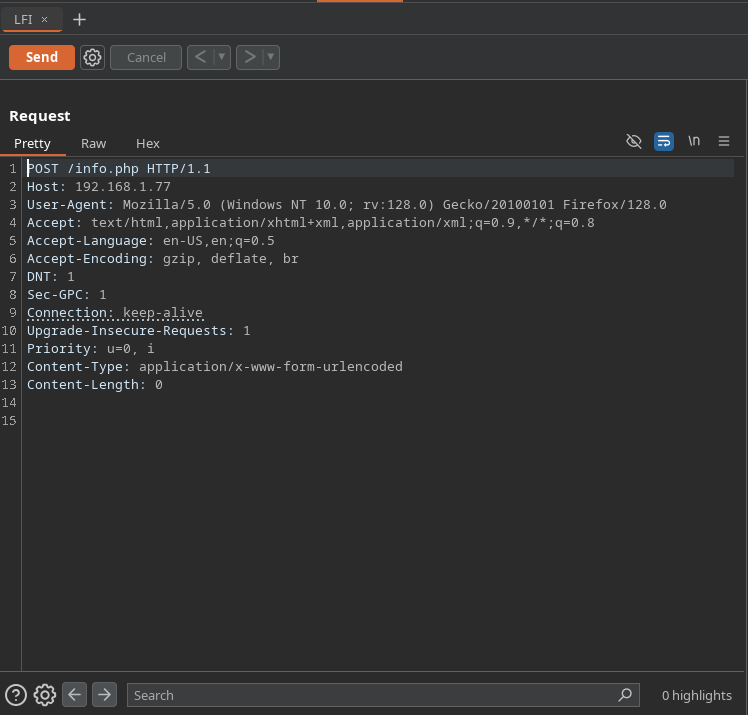 LFI × +
Send Cancel < >
Request
Pretty Raw Hex \n
1 POST /info.php HTTP/1.1
2 Host: 192.168.1.77
3 User-Agent: Mozilla/5.0 (Windows NT 10.0; rv:128.0) Gecko/20100101 Firefox/128.0
4 Accept: text/html,application/xhtml+xml,application/xml;q=0.9,*/*;q=0.8
5 Accept-Language: en-US,en;q=0.5
6 Accept-Encoding: gzip, deflate, br
7 DNT: 1
8 Sec-GPC: 1
9 Connection: keep-alive
10 Upgrade-Insecure-Requests: 1
11 Priority: u=0, i
12 Content-Type: application/x-www-form-urlencoded
13 Content-Length: 0
14
15
? Search 0 highlights